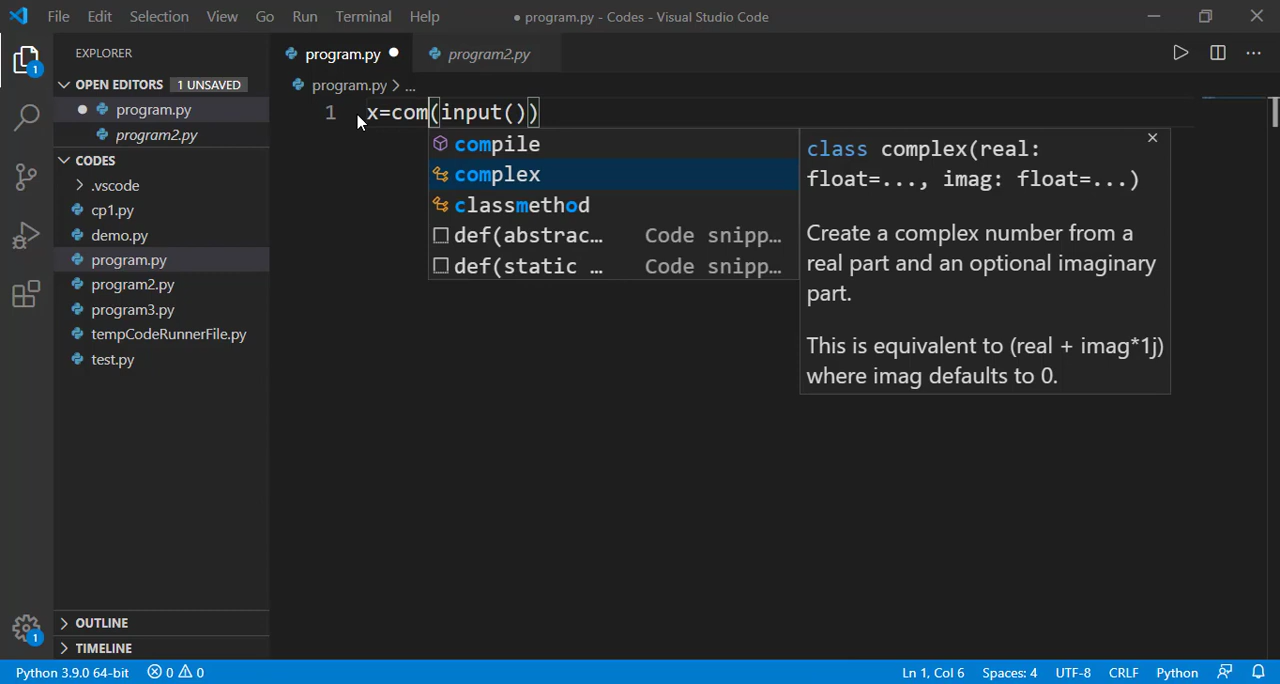 File Edit Selection View Go Run Terminal Help ● program.py - Codes - Visual Studio Code
EXPLORER
OPEN EDITORS 1 UNSAVED
program.py
program2.py
CODES
.vscode
cp1.py
demo.py
program.py
program2.py
program3.py
tempCodeRunnerFile.py
test.py
OUTLINE
TIMELINE
1
1
program.py program2.py
program.py > ...
1 x=com(input())
compile
complex
classmethod
def(abstrac… Code snipp…
def(static … Code snipp…
class complex(real:
float=..., imag: float=...)
Create a complex number from a
real part and an optional imaginary
part.
This is equivalent to (real + imag*1j)
where imag defaults to 0.
Python 3.9.0 64-bit 0 0 Ln 1, Col 6 Spaces: 4 UTF-8 CRLF Python